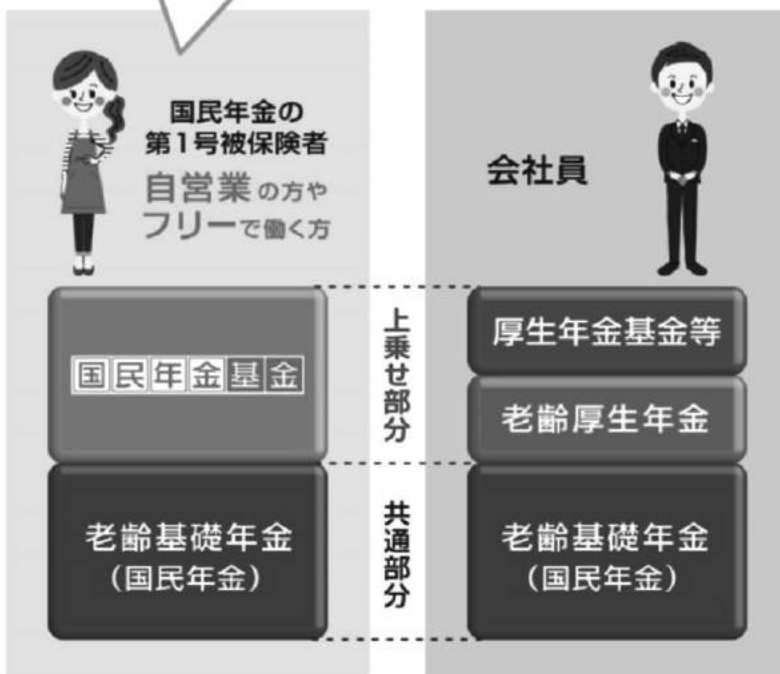 国民年金の
第1号被保険者
自営業の方や
フリーで働く方
国民年金基金
老齢基礎年金
（国民年金）
上乗せ部分
共通部分
会社員
厚生年金基金等
老齢厚生年金
老齢基礎年金
（国民年金）